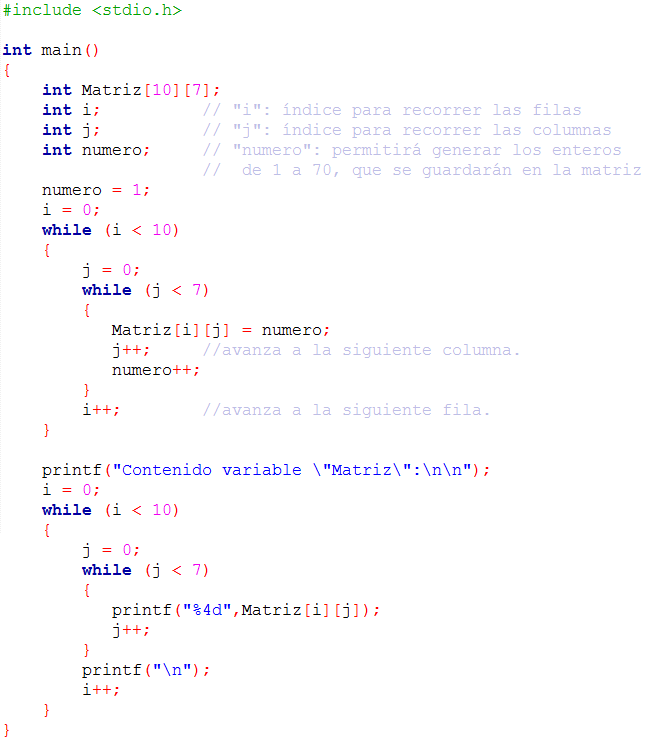 #include <stdio.h>
int main()
{
    int Matriz[10][7];
    int i;          // "i": índice para recorrer las filas
    int j;          // "j": índice para recorrer las columnas
    int numero;     // "numero": permitirá generar los enteros
                    //  de 1 a 70, que se guardarán en la matriz
    numero = 1;
    i = 0;
    while (i < 10)
    {
        j = 0;
        while (j < 7)
        {
           Matriz[i][j] = numero;
           j++;     //avanza a la siguiente columna.
           numero++;
        }
        i++;        //avanza a la siguiente fila.
    }
    printf("Contenido variable \"Matriz\":\n\n");
    i = 0;
    while (i < 10)
    {
        j = 0;
        while (j < 7)
        {
           printf("%4d",Matriz[i][j]);
           j++;
        }
        printf("\n");
        i++;
    }
}